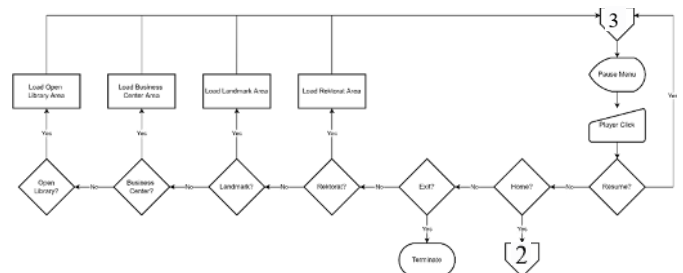 3
Pause Menu
Player Click
Load Open
Library Area
Load Business
Center Area
Load Landmark Area
Load Rektorat Area
Yes
Yes
Yes
Yes
Yes
Open
Library?
No
Business
Center?
No
Landmark?
No
Rektorat?
No
Exit?
No
Home?
No
Resume?
Yes
Yes
Terminate
2